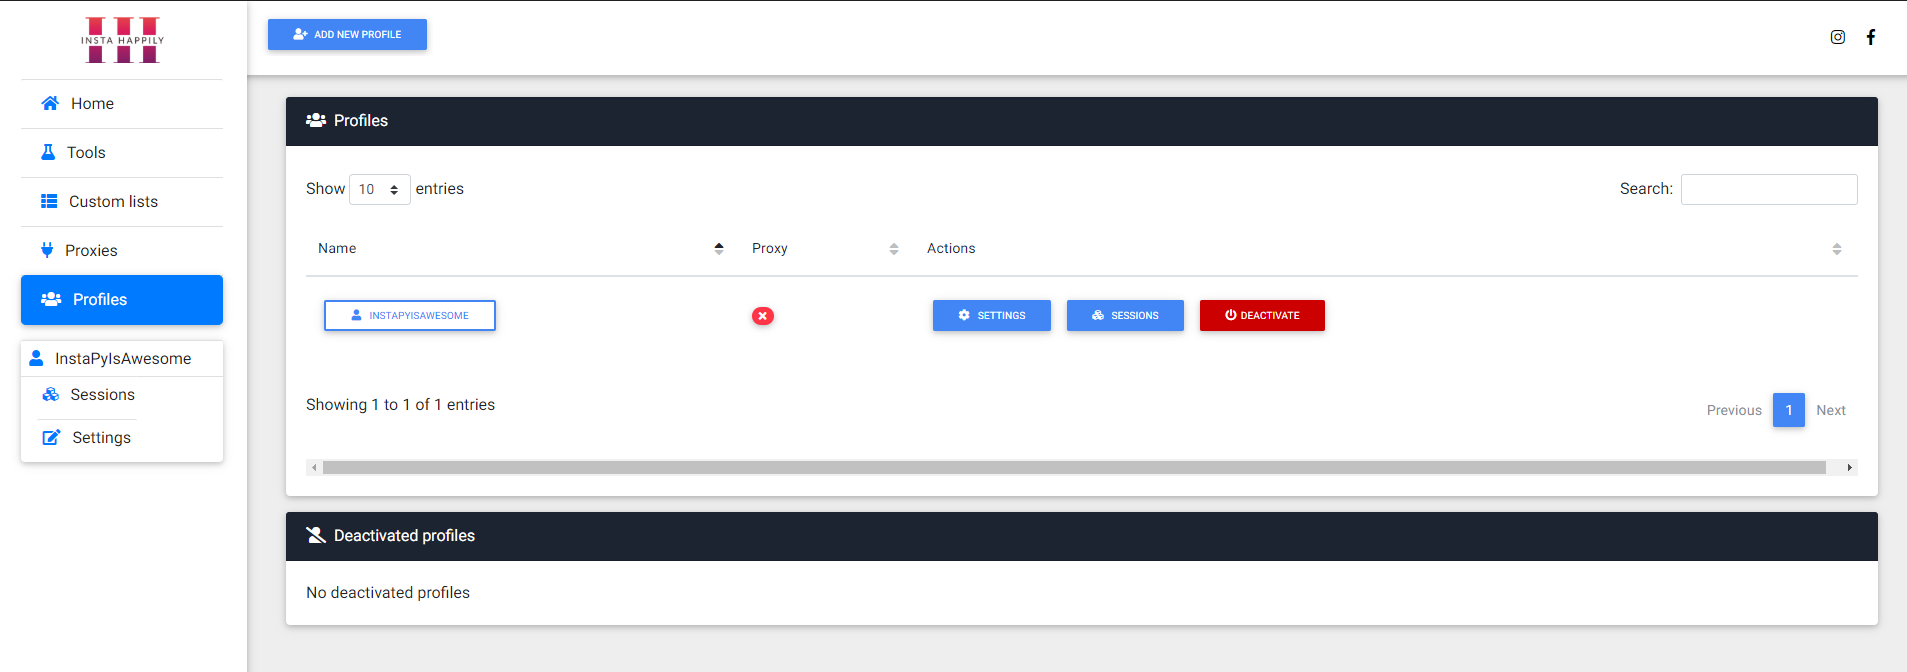 INSTA HAPPILY
Home
Tools
Custom lists
Proxies
Profiles
InstaPyIsAwesome
Sessions
Settings
ADD NEW PROFILE
Profiles
Show 10 entries
Search:
Name Proxy Actions
INSTAPYISAWESOME SETTINGS SESSIONS DEACTIVATE
Showing 1 to 1 of 1 entries
Previous 1 Next
Deactivated profiles
No deactivated profiles